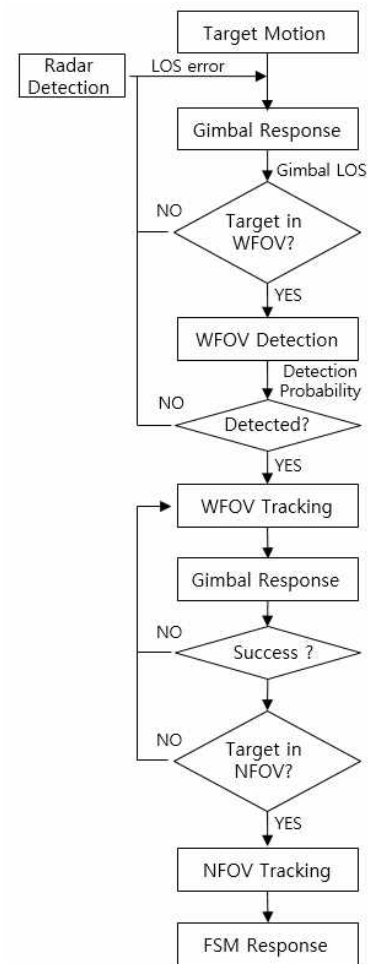 Target Motion
Radar
Detection
LOS error
Gimbal Response
Gimbal LOS
NO
Target in
WFOV?
YES
WFOV Detection
Detection
Probability
NO
Detected?
YES
WFOV Tracking
Gimbal Response
NO
Success ?
NO
Target in
NFOV?
YES
NFOV Tracking
FSM Response